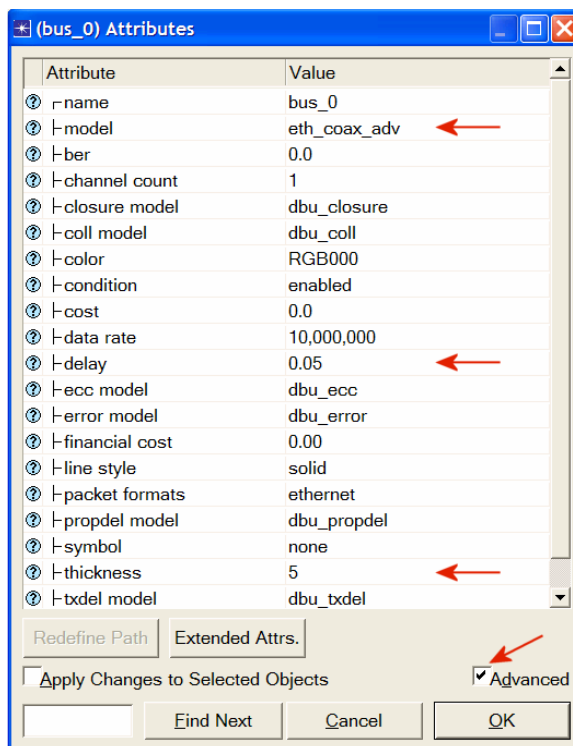 (bus_0) Attributes
Attribute Value
name bus_0
model eth_coax_adv
ber 0.0
channel count 1
closure model dbu_closure
coll model dbu_coll
color RGB000
condition enabled
cost 0.0
data rate 10,000,000
delay 0.05
ecc model dbu_ecc
error model dbu_error
financial cost 0.00
line style solid
packet formats ethernet
propdel model dbu_propdel
symbol none
thickness 5
txdel model dbu_txdel
Redefine Path Extended Attrs.
Apply Changes to Selected Objects Advanced
Find Next Cancel OK